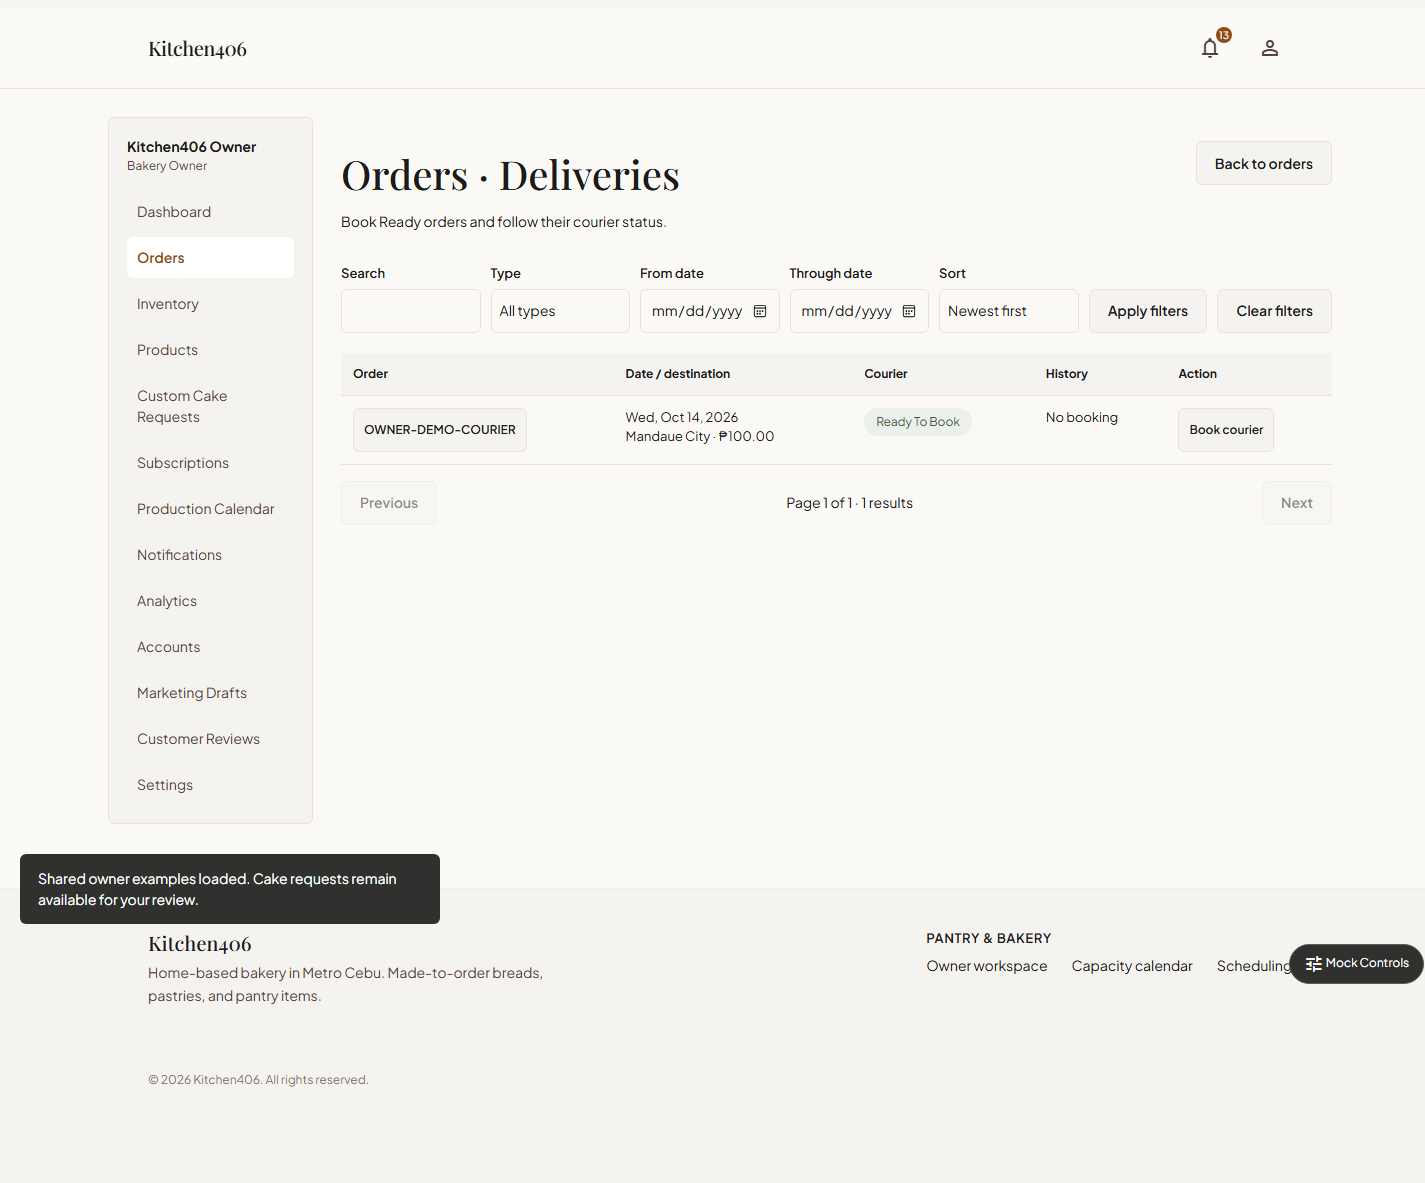 Kitchen406
13
Kitchen406 Owner
Bakery Owner
Dashboard
Orders
Inventory
Products
Custom Cake
Requests
Subscriptions
Production Calendar
Notifications
Analytics
Accounts
Marketing Drafts
Customer Reviews
Settings
Orders · Deliveries
Back to orders
Book Ready orders and follow their courier status.
Search Type From date Through date Sort
All types mm/dd/yyyy mm/dd/yyyy Newest first Apply filters Clear filters
Order Date / destination Courier History Action
OWNER-DEMO-COURIER Wed, Oct 14, 2026 Ready To Book No booking Book courier
Mandaue City · ₱100.00
Previous Page 1 of 1 · 1 results Next
Shared owner examples loaded. Cake requests remain
available for your review.
Kitchen406
Home-based bakery in Metro Cebu. Made-to-order breads,
pastries, and pantry items.
PANTRY & BAKERY
Owner workspace Capacity calendar Scheduling
Mock Controls
© 2026 Kitchen406. All rights reserved.